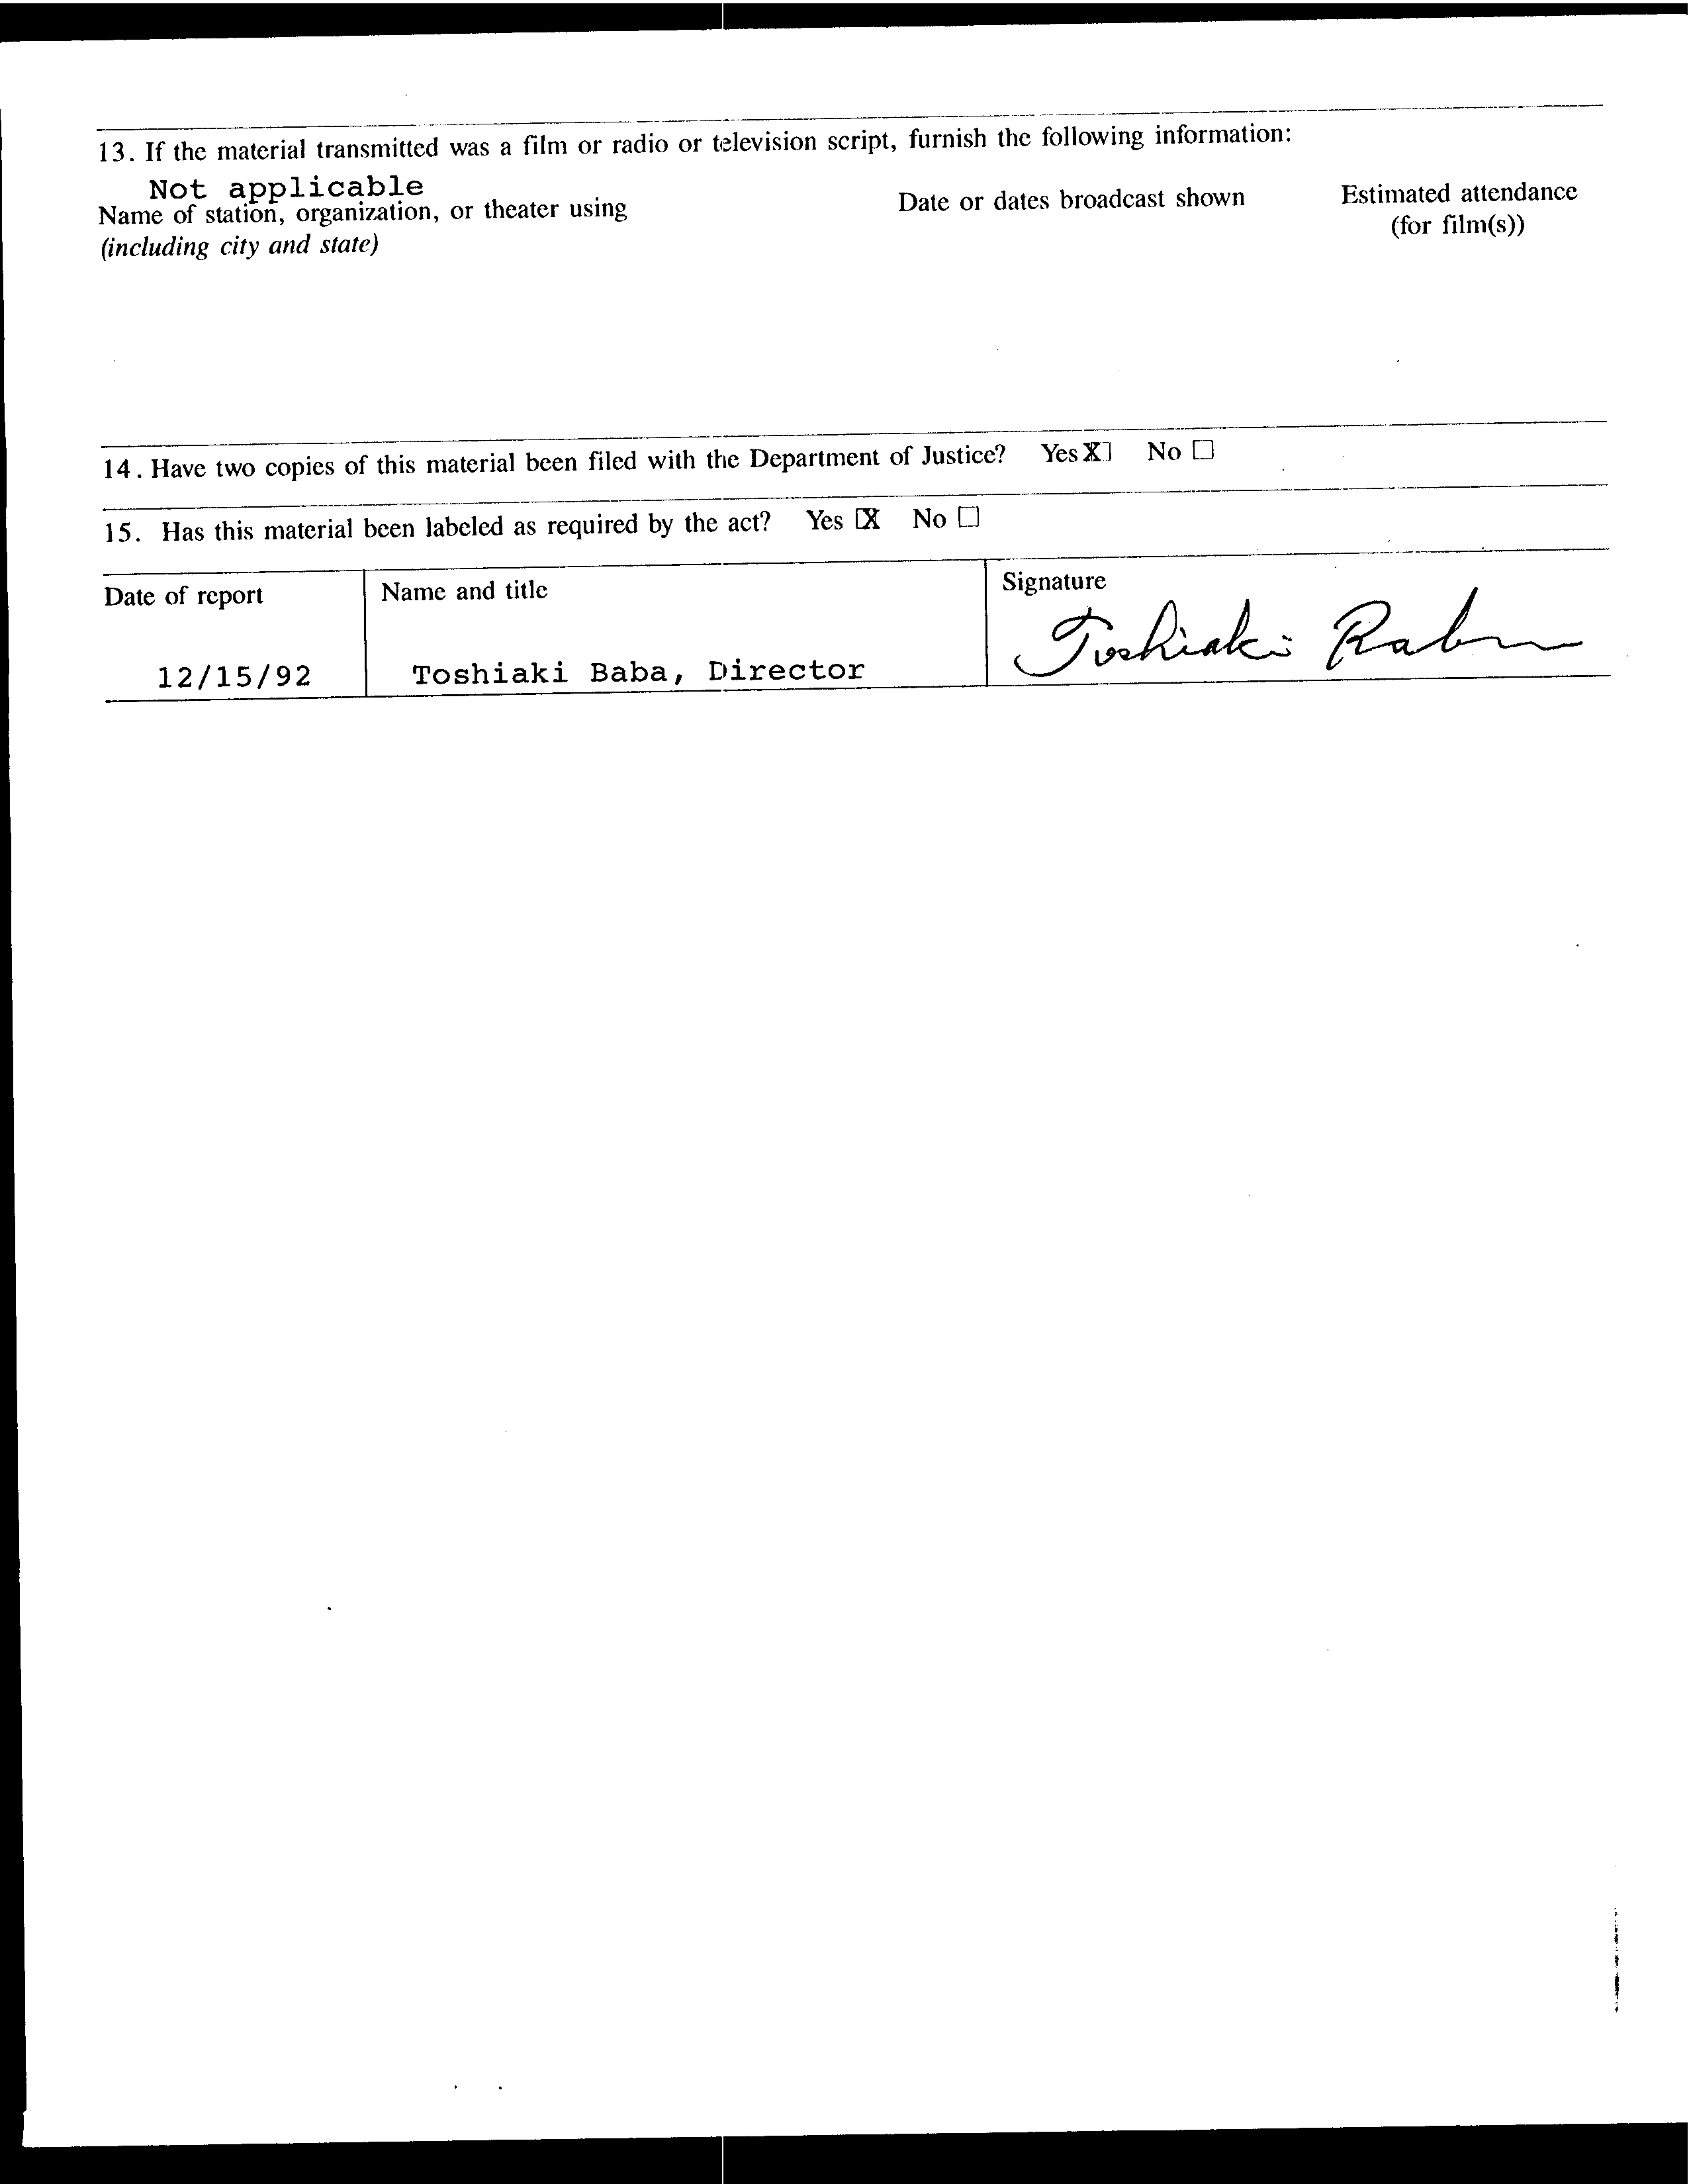 13. If the material transmitted was a film or radio or television script, furnish the following information:
Not applicable
Name of station, organization, or theater using
(including city and state)
Date or dates broadcast shown
Estimated attendance
(for film(s))
14. Have two copies of this material been filed with the Department of Justice? Yes X No ☐
15. Has this material been labeled as required by the act? Yes X No ☐
Date of report
Name and title
Signature
12/15/92
Toshiaki Baba, Director
Toshiaki Baba